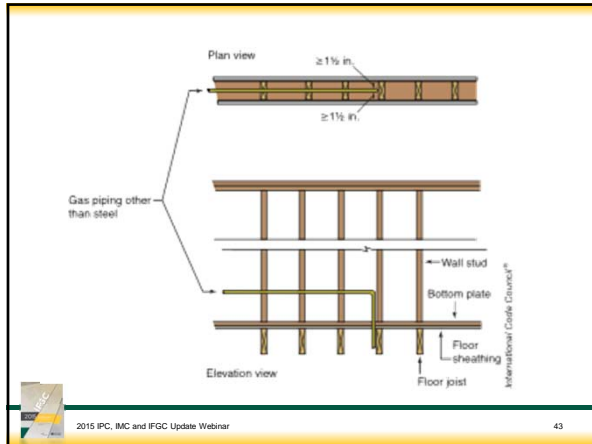 Plan view
≥1½ in.
≥1½ in.
Gas piping other
than steel
Wall stud
Bottom plate
Floor
sheathing
Floor joist
Elevation view
International Code Council®
IFGC
2015 IPC, IMC and IFGC Update Webinar
43